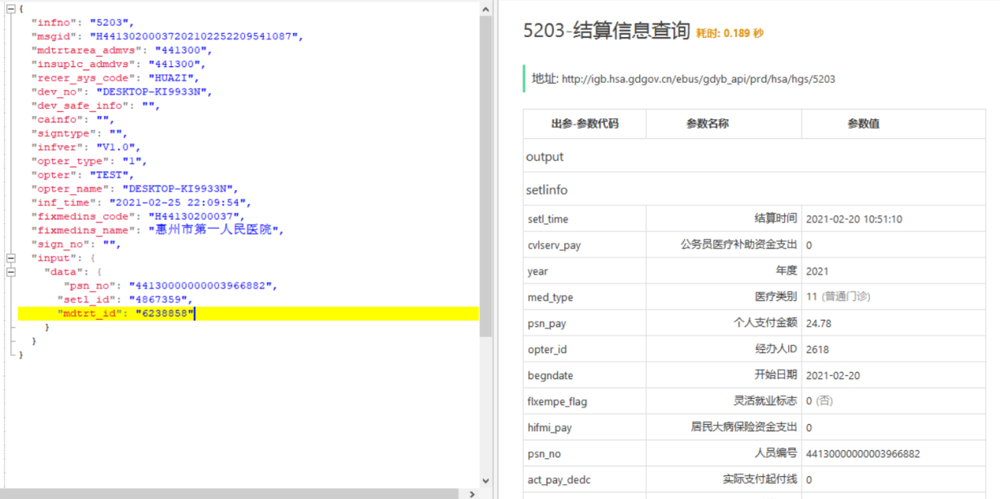 {
"infno": "5203",
"msgid": "H44130200037202102252209541087",
"mdtrtarea_admvs": "441300",
"insuplc_admdvs": "441300",
"recer_sys_code": "HUAZI",
"dev_no": "DESKTOP-KI9933N",
"dev_safe_info": "",
"cainfo": "",
"signtype": "",
"infver": "V1.0",
"opter_type": "1",
"opter": "TEST",
"opter_name": "DESKTOP-KI9933N",
"inf_time": "2021-02-25 22:09:54",
"fixmedins_code": "H44130200037",
"fixmedins_name": "惠州市第一人民医院",
"sign_no": "",
"input": {
"data": {
"psn_no": "44130000000003966882",
"setl_id": "4867359",
"mdtrt_id": "6238858"
}
}
}
5203-结算信息查询 耗时: 0.189 秒
地址: http://igb.hsa.gdgov.cn/ebus/gdyb_api/prd/hsa/hgs/5203
出参-参数代码 参数名称 参数值
output
setlinfo
setl_time 结算时间 2021-02-20 10:51:10
cvlserv_pay 公务员医疗补助资金支出 0
year 年度 2021
med_type 医疗类别 11 (普通门诊)
psn_pay 个人支付金额 24.78
opter_id 经办人ID 2618
begndate 开始日期 2021-02-20
flxempe_flag 灵活就业标志 0 (否)
hifmi_pay 居民大病保险资金支出 0
psn_no 人员编号 44130000000003966882
act_pay_dedc 实际支付起付线 0